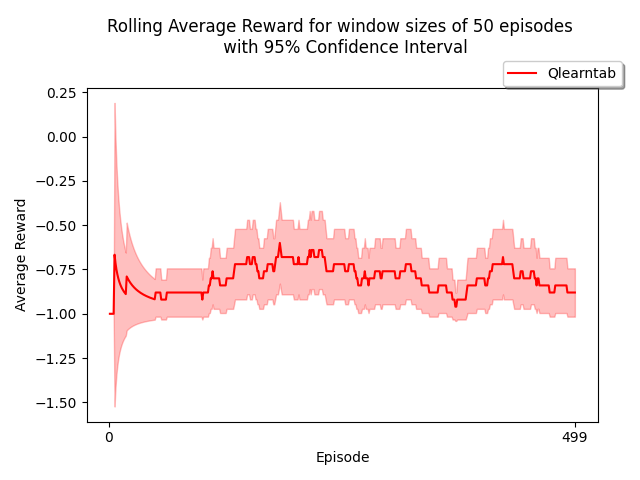 Rolling Average Reward for window sizes of 50 episodes
with 95% Confidence Interval
Qlearntab
0.25
0.00
−0.25
−0.50
−0.75
−1.00
−1.25
−1.50
Average Reward
0
499
Episode